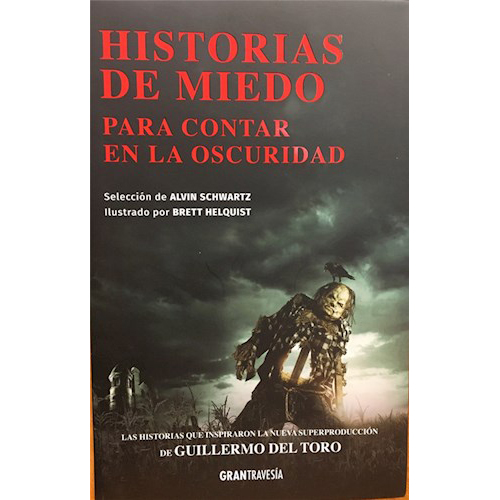 HISTORIAS
DE MIEDO
PARA CONTAR
EN LA OSCURIDAD
Selección de ALVIN SCHWARTZ
Ilustrado por BRETT HELQUIST
LAS HISTORIAS QUE INSPIRARON LA NUEVA SUPERPRODUCCIÓN
DE GUILLERMO DEL TORO
GRANTRAVESÍA